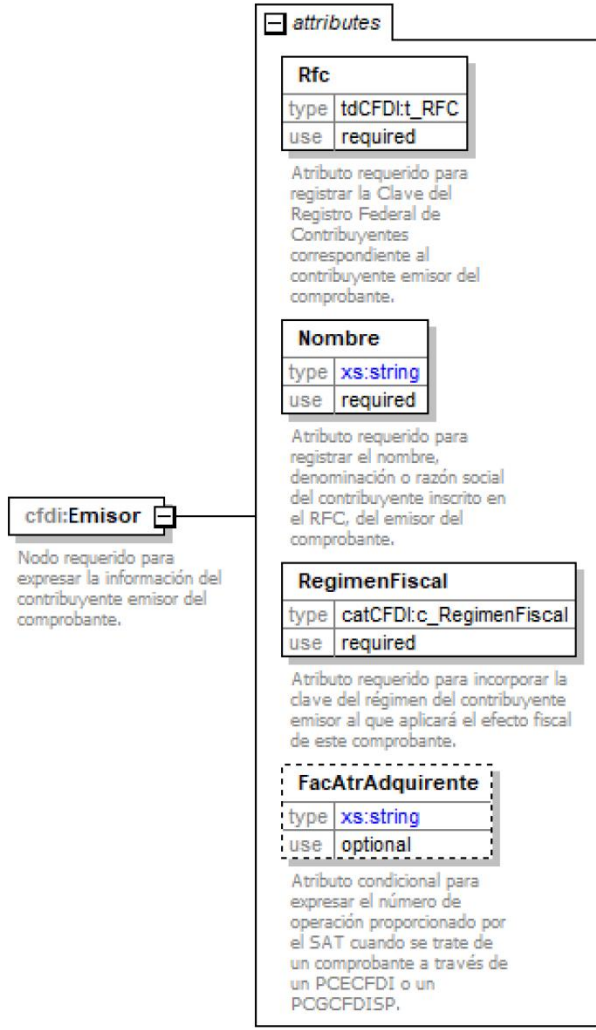 attributes
Rfc
type tdCFDI:t_RFC
use required
Atributo requerido para
registrar la Clave del
Registro Federal de
Contribuyentes
correspondiente al
contribuyente emisor del
comprobante.
Nombre
type xs:string
use required
Atributo requerido para
registrar el nombre,
denominación o razón social
del contribuyente inscrito en
el RFC, del emisor del
comprobante.
cfdi:Emisor
Nodo requerido para
expresar la información del
contribuyente emisor del
comprobante.
RegimenFiscal
type catCFDI:c_RegimenFiscal
use required
Atributo requerido para incorporar la
clave del régimen del contribuyente
emisor al que aplicará el efecto fiscal
de este comprobante.
FacAtrAdquirente
type xs:string
use optional
Atributo condicional para
expresar el número de
operación proporcionado por
el SAT cuando se trate de
un comprobante a través de
un PCECFDI o un
PCGCFDISP.